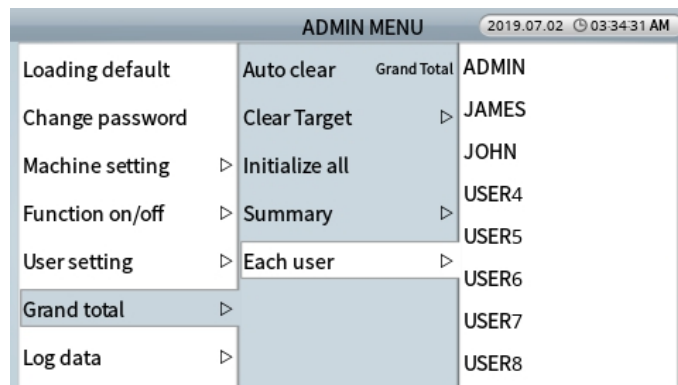 ADMIN MENU
2019.07.02 03:34:31 AM
Loading default
Change password
Machine setting ▷
Function on/off ▷
User setting ▷
Grand total ▷
Log data ▷
Auto clear Grand Total
Clear Target ▷
Initialize all
Summary ▷
Each user ▷
ADMIN
JAMES
JOHN
USER4
USER5
USER6
USER7
USER8